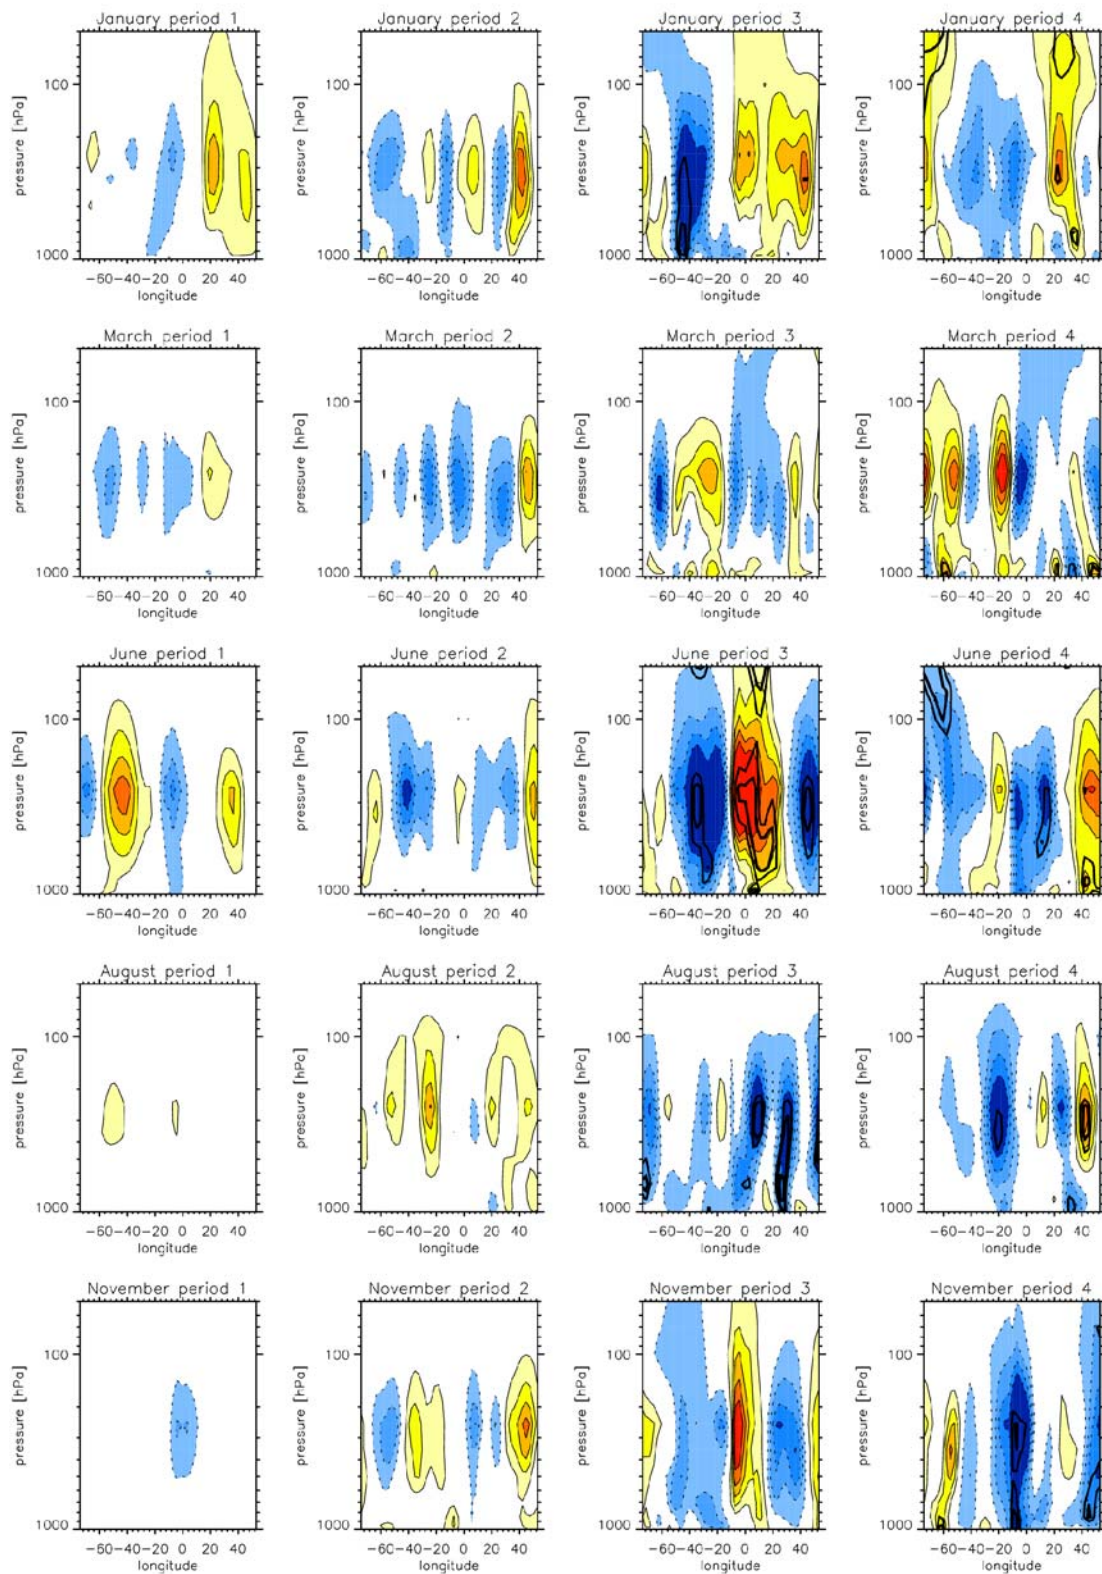 January period 1 January period 2 January period 3 January period 4
100 100 100 100
pressure [hPa] pressure [hPa] pressure [hPa] pressure [hPa]
1000 1000 1000 1000
-60-40-20 0 20 40 -60-40-20 0 20 40 -60-40-20 0 20 40 -60-40-20 0 20 40
longitude longitude longitude longitude
March period 1 March period 2 March period 3 March period 4
100 100 100 100
pressure [hPa] pressure [hPa] pressure [hPa] pressure [hPa]
1000 1000 1000 1000
-60-40-20 0 20 40 -60-40-20 0 20 40 -60-40-20 0 20 40 -60-40-20 0 20 40
longitude longitude longitude longitude
June period 1 June period 2 June period 3 June period 4
100 100 100 100
pressure [hPa] pressure [hPa] pressure [hPa] pressure [hPa]
1000 1000 1000 1000
-60-40-20 0 20 40 -60-40-20 0 20 40 -60-40-20 0 20 40 -60-40-20 0 20 40
longitude longitude longitude longitude
August period 1 August period 2 August period 3 August period 4
100 100 100 100
pressure [hPa] pressure [hPa] pressure [hPa] pressure [hPa]
1000 1000 1000 1000
-60-40-20 0 20 40 -60-40-20 0 20 40 -60-40-20 0 20 40 -60-40-20 0 20 40
longitude longitude longitude longitude
November period 1 November period 2 November period 3 November period 4
100 100 100 100
pressure [hPa] pressure [hPa] pressure [hPa] pressure [hPa]
1000 1000 1000 1000
-60-40-20 0 20 40 -60-40-20 0 20 40 -60-40-20 0 20 40 -60-40-20 0 20 40
longitude longitude longitude longitude